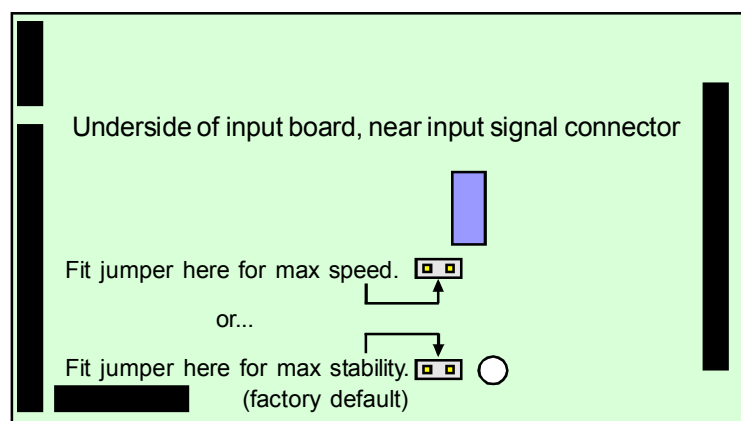 Underside of input board, near input signal connector
Fit jumper here for max speed.
or...
Fit jumper here for max stability.
(factory default)